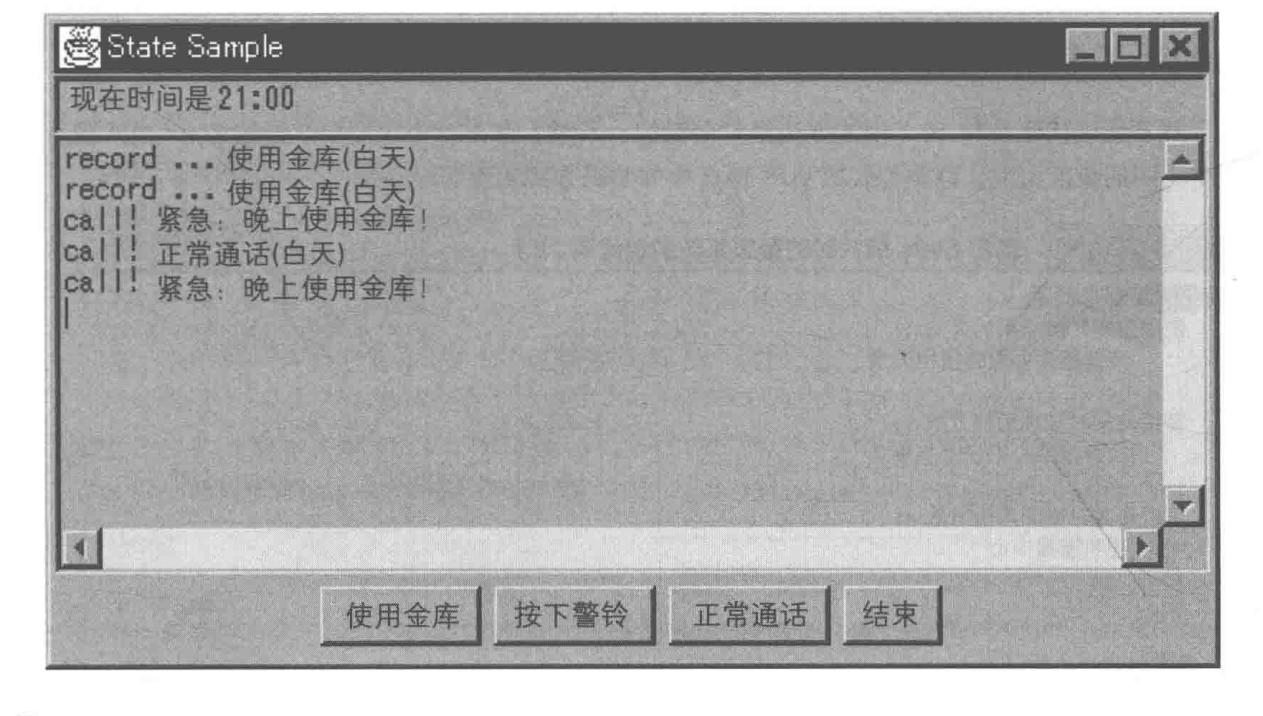 State Sample
现在时间是21:00
record ... 使用金库(白天)
record ... 使用金库(白天)
call! 紧急：晚上使用金库!
call! 正常通话(白天)
call! 紧急：晚上使用金库!
使用金库 按下警铃 正常通话 结束